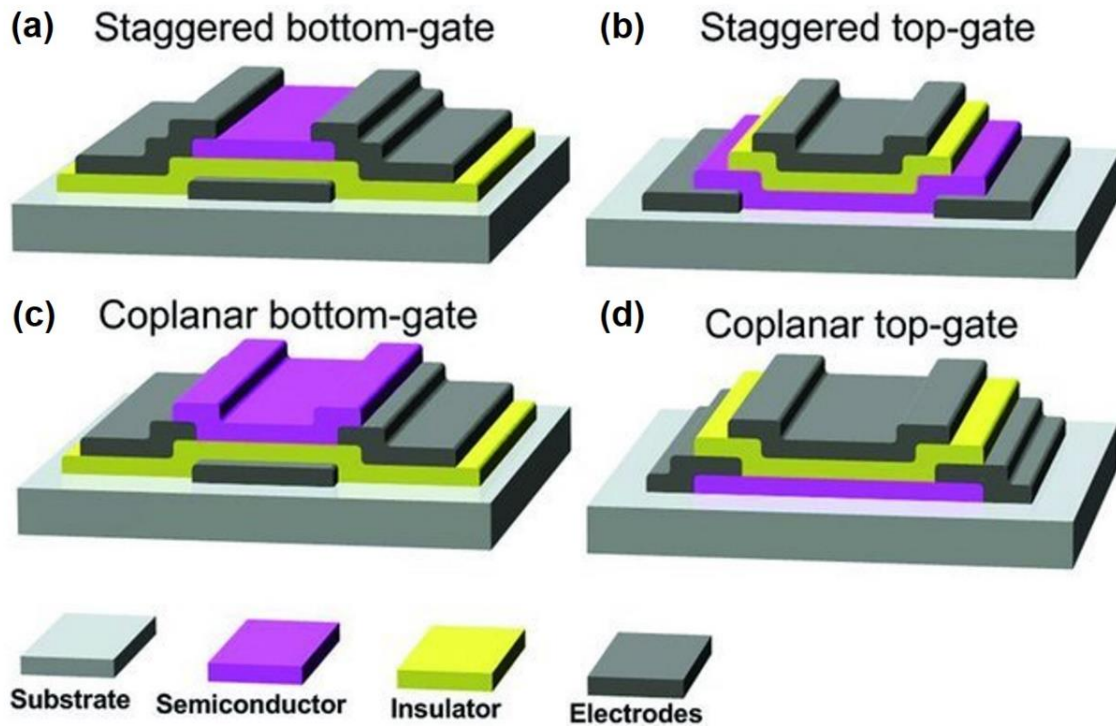 (a) Staggered bottom-gate
(b) Staggered top-gate
(c) Coplanar bottom-gate
(d) Coplanar top-gate
Substrate
Semiconductor
Insulator
Electrodes